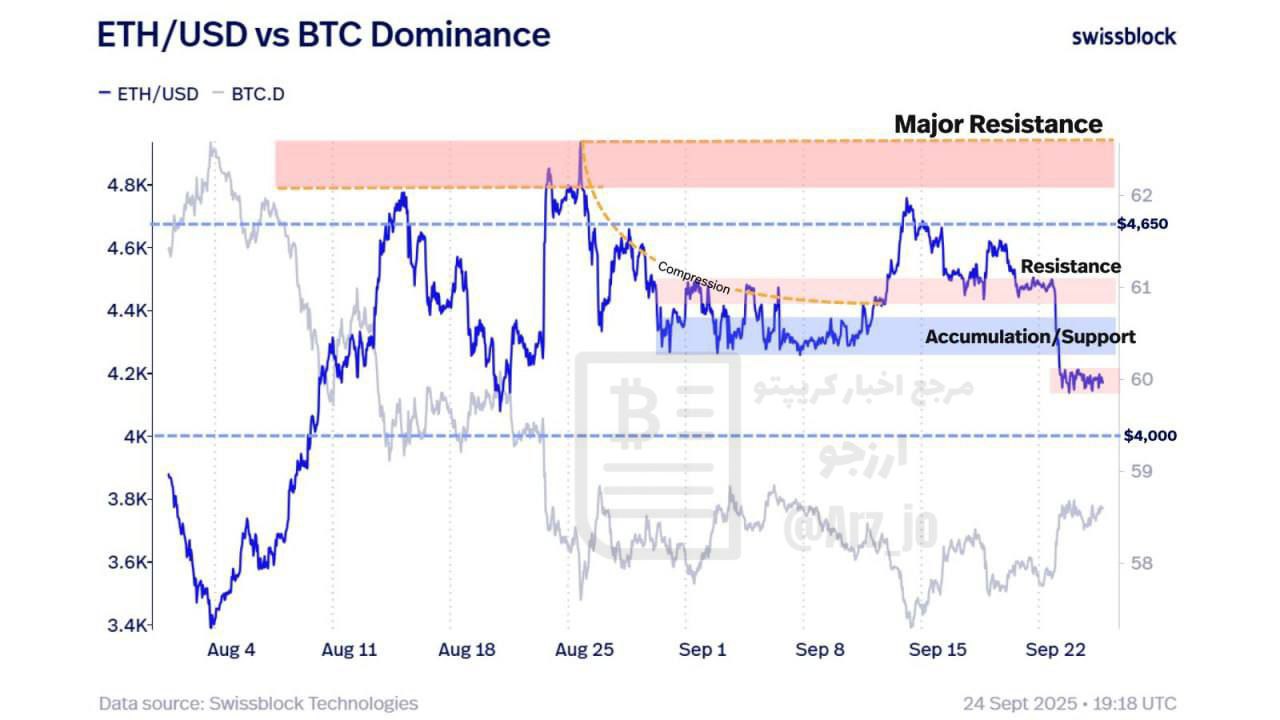 ETH/USD vs BTC Dominance
swissblock
ETH/USD BTC.D
Major Resistance
4.8K
62
$4,650
4.6K
Resistance
Compression
61
4.4K
Accumulation/Support
4.2K
60
مرجع اخبار کریپتو
ارزجو
@Arz_jo
4K
$4,000
59
3.8K
3.6K
58
3.4K
Aug 4 Aug 11 Aug 18 Aug 25 Sep 1 Sep 8 Sep 15 Sep 22
Data source: Swissblock Technologies
24 Sept 2025 • 19:18 UTC